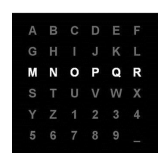 A B C D E F
G H I J K L
M N O P Q R
S T U V W X
Y Z 1 2 3 4
5 6 7 8 9 _